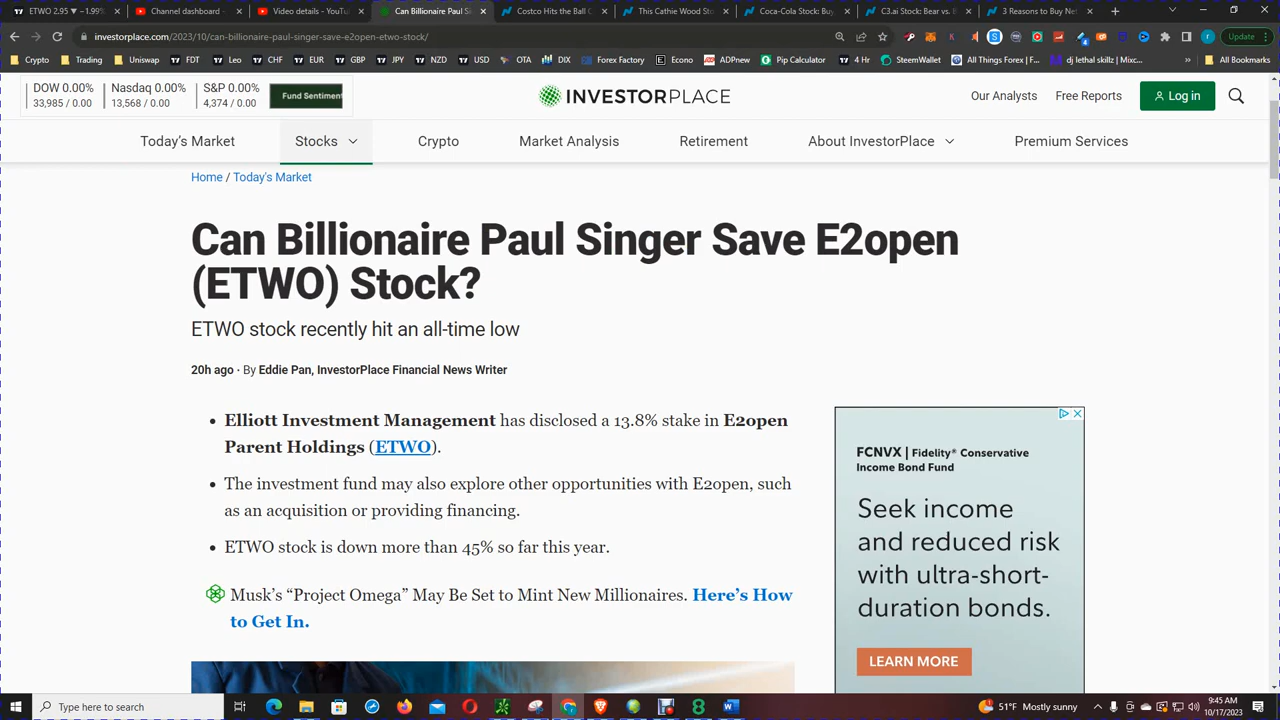 ETWO 2.95 ▼ −1.99%
Channel dashboard -
Video details - YouTu
Can Billionaire Paul Si
Costco Hits the Ball O
This Cathie Wood Sto
Coca-Cola Stock: Buy
C3.ai Stock: Bear vs. B
3 Reasons to Buy Ne
investorplace.com/2023/10/can-billionaire-paul-singer-save-e2open-etwo-stock/
Update
Crypto
Trading
Uniswap
FDT
Leo
CHF
EUR
GBP
JPY
NZD
USD
OTA
DIX
Forex Factory
Econo
ADPnew
Pip Calculator
4 Hr
SteemWallet
All Things Forex | F...
dj lethal skillz | Mixc...
All Bookmarks
DOW 0.00%
33,985 / 0.00
Nasdaq 0.00%
13,568 / 0.00
S&P 0.00%
4,374 / 0.00
Fund Sentiment
INVESTORPLACE
Our Analysts
Free Reports
Log in
Today's Market
Stocks
Crypto
Market Analysis
Retirement
About InvestorPlace
Premium Services
Home / Today's Market
Can Billionaire Paul Singer Save E2open
(ETWO) Stock?
ETWO stock recently hit an all-time low
20h ago · By Eddie Pan, InvestorPlace Financial News Writer
• Elliott Investment Management has disclosed a 13.8% stake in E2open
Parent Holdings (ETWO).
• The investment fund may also explore other opportunities with E2open, such
as an acquisition or providing financing.
• ETWO stock is down more than 45% so far this year.
Musk's “Project Omega” May Be Set to Mint New Millionaires. Here's How
to Get In.
FCNVX | Fidelity® Conservative
Income Bond Fund
Seek income
and reduced risk
with ultra-short-
duration bonds.
LEARN MORE
Type here to search
51°F Mostly sunny
9:45 AM
10/17/2023